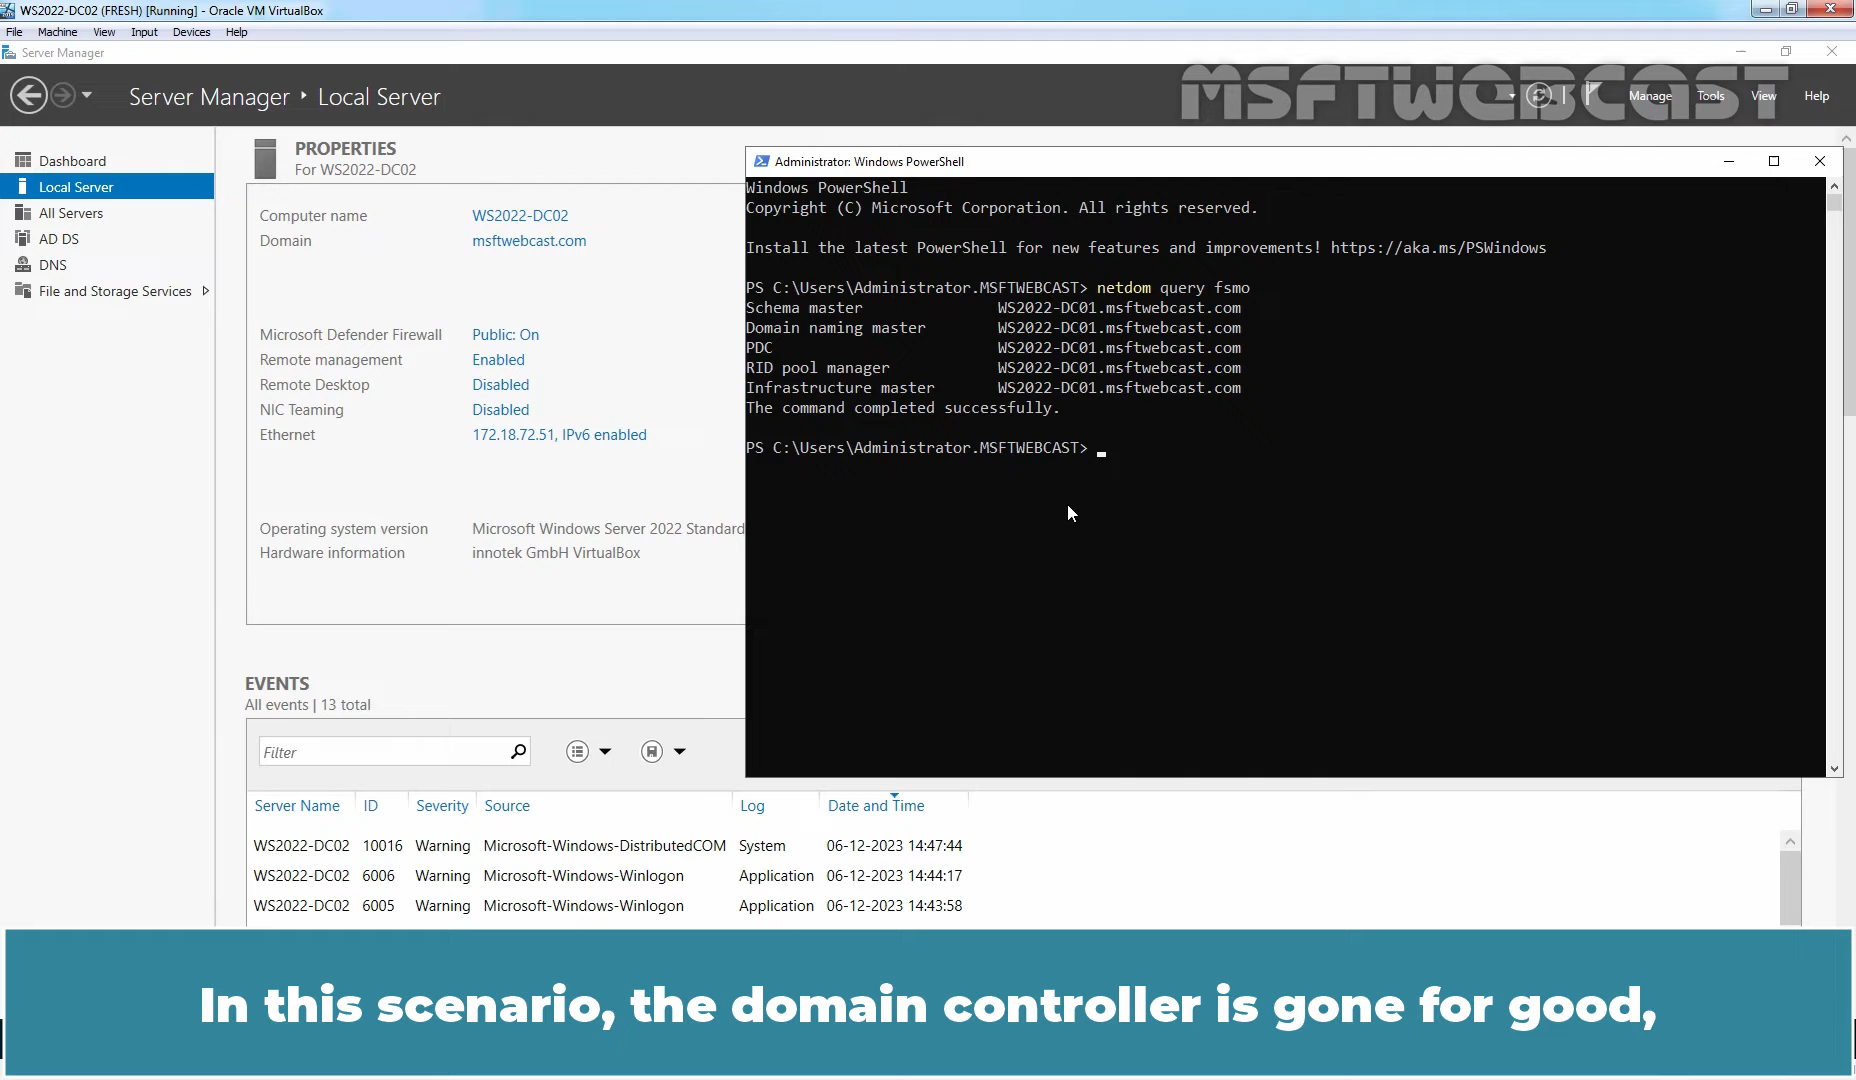 WS2022-DC02 (FRESH) [Running] - Oracle VM VirtualBox
File Machine View Input Devices Help
Server Manager
Server Manager ‣ Local Server
MSFTWEBCAST
Manage Tools View Help
Dashboard
Local Server
All Servers
AD DS
DNS
File and Storage Services
PROPERTIES
For WS2022-DC02
Computer name WS2022-DC02
Domain msftwebcast.com
Microsoft Defender Firewall Public: On
Remote management Enabled
Remote Desktop Disabled
NIC Teaming Disabled
Ethernet 172.18.72.51, IPv6 enabled
Operating system version Microsoft Windows Server 2022 Standard
Hardware information innotek GmbH VirtualBox
Administrator: Windows PowerShell
Windows PowerShell
Copyright (C) Microsoft Corporation. All rights reserved.
Install the latest PowerShell for new features and improvements! https://aka.ms/PSWindows
PS C:\Users\Administrator.MSFTWEBCAST> netdom query fsmo
Schema master WS2022-DC01.msftwebcast.com
Domain naming master WS2022-DC01.msftwebcast.com
PDC WS2022-DC01.msftwebcast.com
RID pool manager WS2022-DC01.msftwebcast.com
Infrastructure master WS2022-DC01.msftwebcast.com
The command completed successfully.
PS C:\Users\Administrator.MSFTWEBCAST>
EVENTS
All events | 13 total
Filter
Server Name ID Severity Source Log Date and Time
WS2022-DC02 10016 Warning Microsoft-Windows-DistributedCOM System 06-12-2023 14:47:44
WS2022-DC02 6006 Warning Microsoft-Windows-Winlogon Application 06-12-2023 14:44:17
WS2022-DC02 6005 Warning Microsoft-Windows-Winlogon Application 06-12-2023 14:43:58
In this scenario, the domain controller is gone for good,